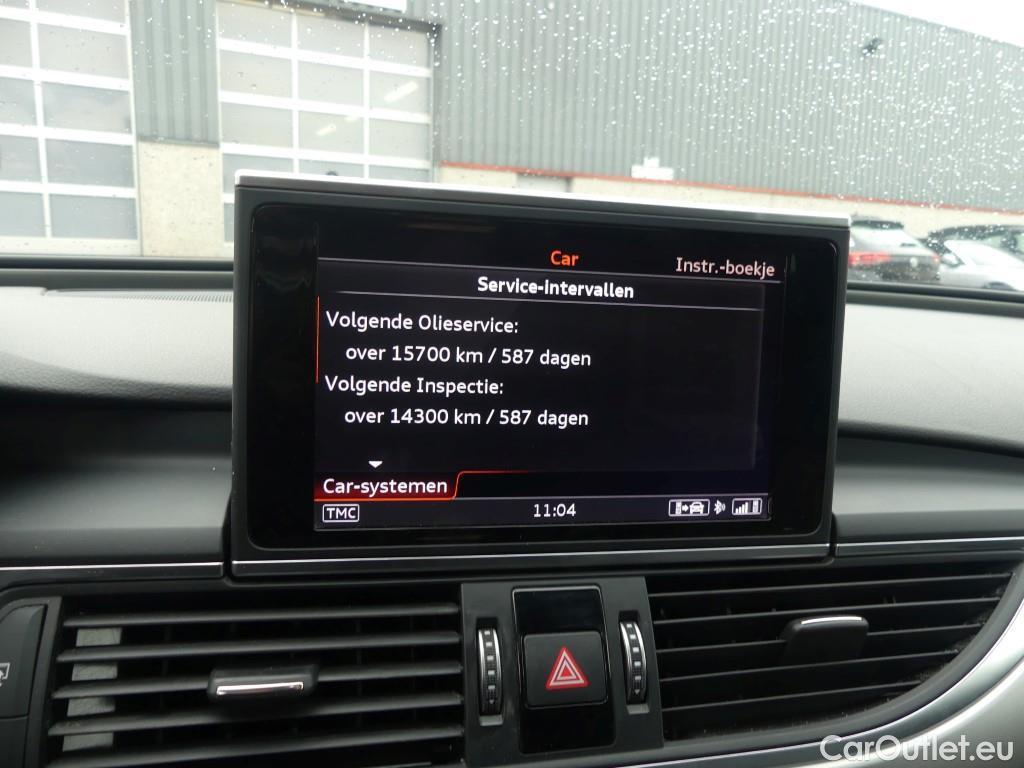 Car
Instr.-boekje
Service-intervallen
Volgende Olieservice:
over 15700 km / 587 dagen
Volgende Inspectie:
over 14300 km / 587 dagen
Car-systemen
TMC
11:04
CarOutlet.eu